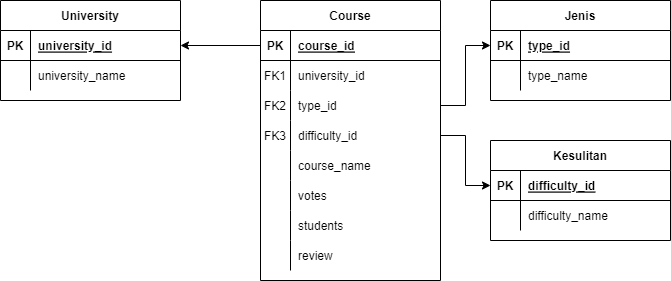 University
PK university_id
university_name
Course
PK course_id
FK1 university_id
FK2 type_id
FK3 difficulty_id
course_name
votes
students
review
Jenis
PK type_id
type_name
Kesulitan
PK difficulty_id
difficulty_name